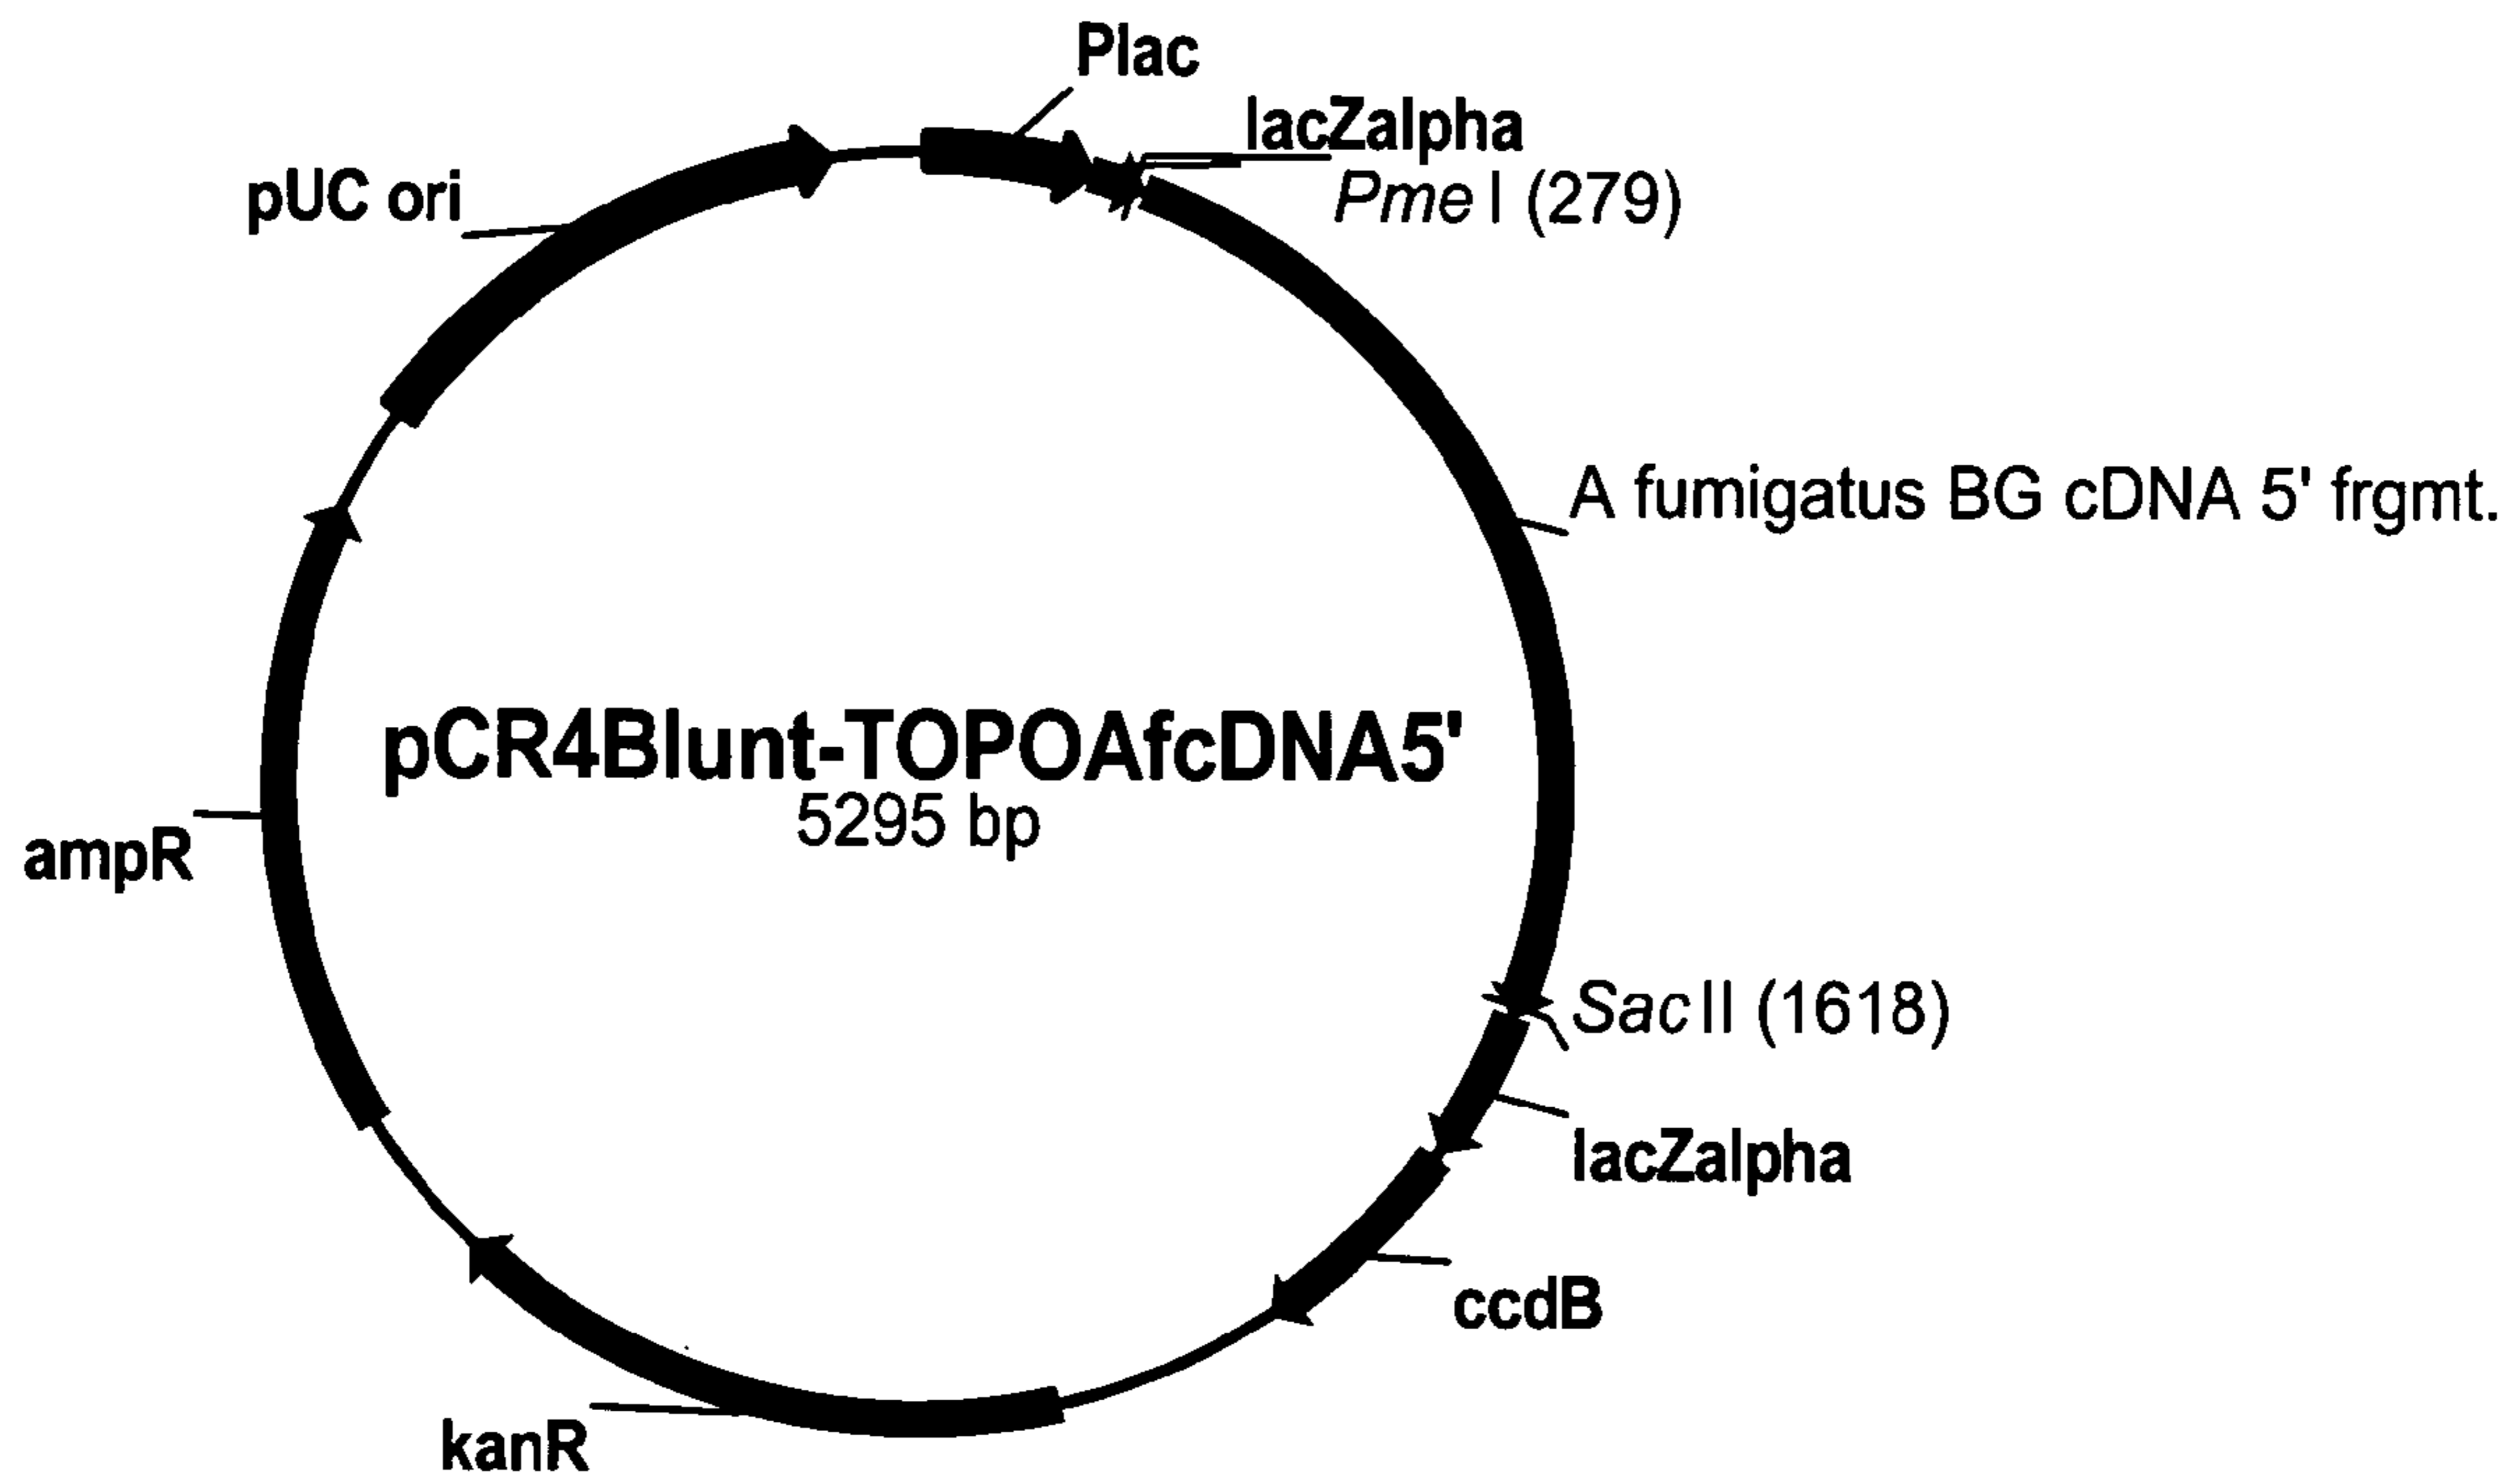 Plac
lacZalpha
Pme I (279)
pUC ori
A fumigatus BG cDNA 5' frgmt.
pCR4Blunt-TOPOAfcDNA5'
5295 bp
ampR
Sac II (1618)
lacZalpha
ccdB
kanR